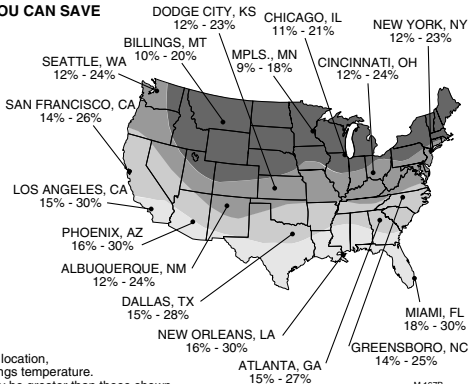 OU CAN SAVE
DODGE CITY, KS
12% - 23%
CHICAGO, IL
11% - 21%
NEW YORK, NY
12% - 23%
BILLINGS, MT
10% - 20%
MPLS., MN
9% - 18%
CINCINNATI, OH
12% - 24%
SEATTLE, WA
12% - 24%
SAN FRANCISCO, CA
14% - 26%
LOS ANGELES, CA
15% - 30%
PHOENIX, AZ
16% - 30%
ALBUQUERQUE, NM
12% - 24%
DALLAS, TX
15% - 28%
NEW ORLEANS, LA
16% - 30%
ATLANTA, GA
15% - 27%
MIAMI, FL
18% - 30%
GREENSBORO, NC
14% - 25%
location,
ngs temperature.
be greater than those shown